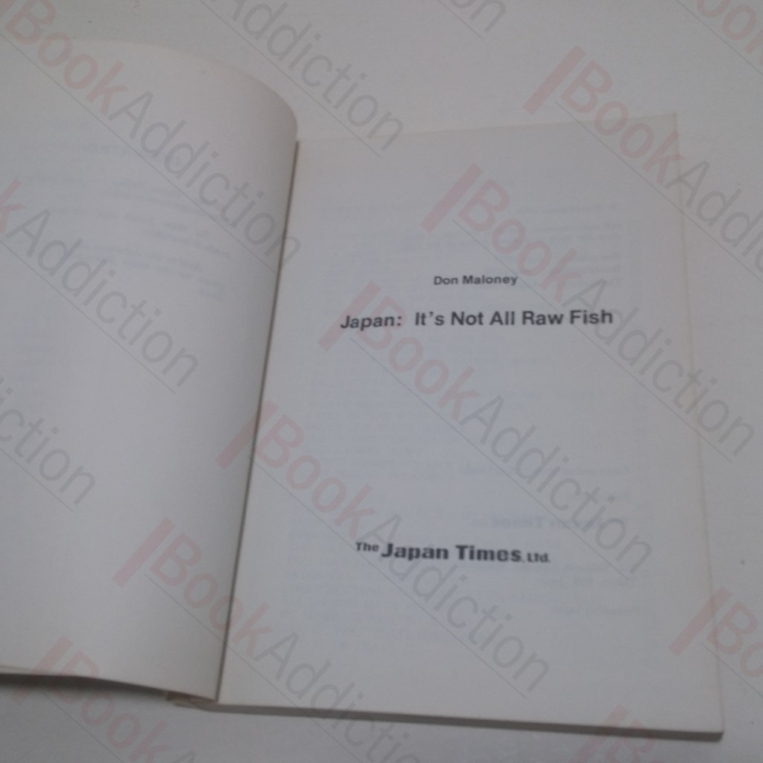 Don Maloney
Japan: It's Not All Raw Fish
The Japan Times, Ltd.
BookAddiction